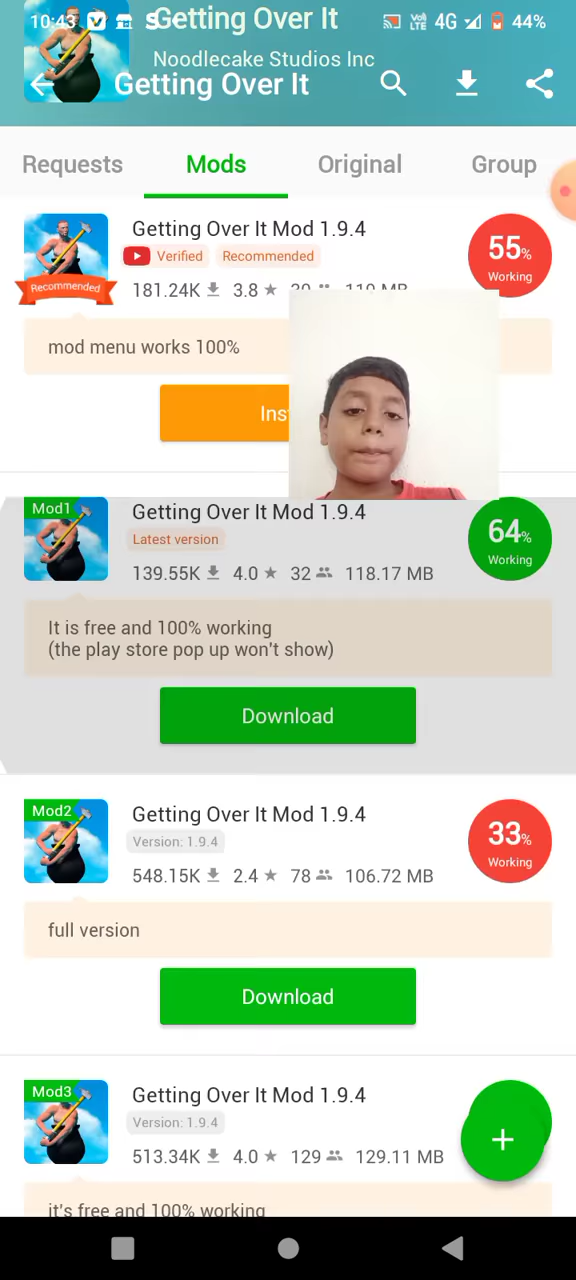 10:43
4G
44%
Getting Over It
Noodlecake Studios Inc
Getting Over It
Requests
Mods
Original
Group
Getting Over It Mod 1.9.4
Verified
Recommended
55%
Working
Recommended
181.24K 3.8
mod menu works 100%
Mod1
Getting Over It Mod 1.9.4
Latest version
64%
Working
139.55K 4.0 32 118.17 MB
It is free and 100% working
(the play store pop up won't show)
Download
Mod2
Getting Over It Mod 1.9.4
Version: 1.9.4
33%
Working
548.15K 2.4 78 106.72 MB
full version
Download
Mod3
Getting Over It Mod 1.9.4
Version: 1.9.4
513.34K 4.0 129 129.11 MB
it's free and 100% working